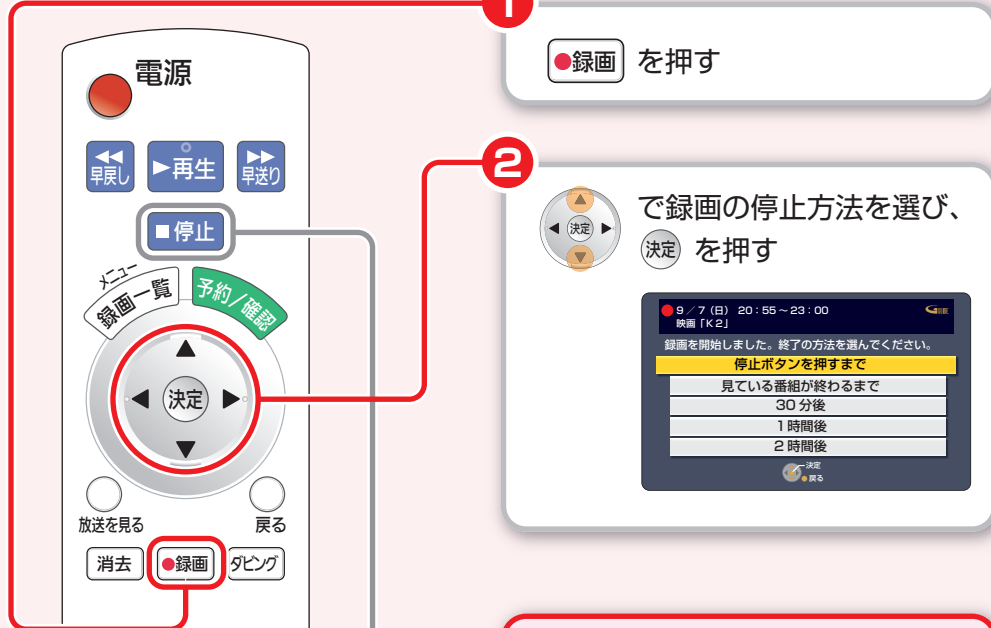 1
●録画 を押す
電源
◀◀
早戻し
▶再生
▶▶
早送り
■停止
メニュー
録画一覧
予約/確認
決定
放送を見る
戻る
消去
●録画
ダビング
2
決定
で録画の停止方法を選び、
決定 を押す
9/7(日) 20:55~23:00
映画「K2」
録画を開始しました。終了の方法を選んでください。
停止ボタンを押すまで
見ている番組が終わるまで
30分後
1時間後
2時間後
決定
戻る